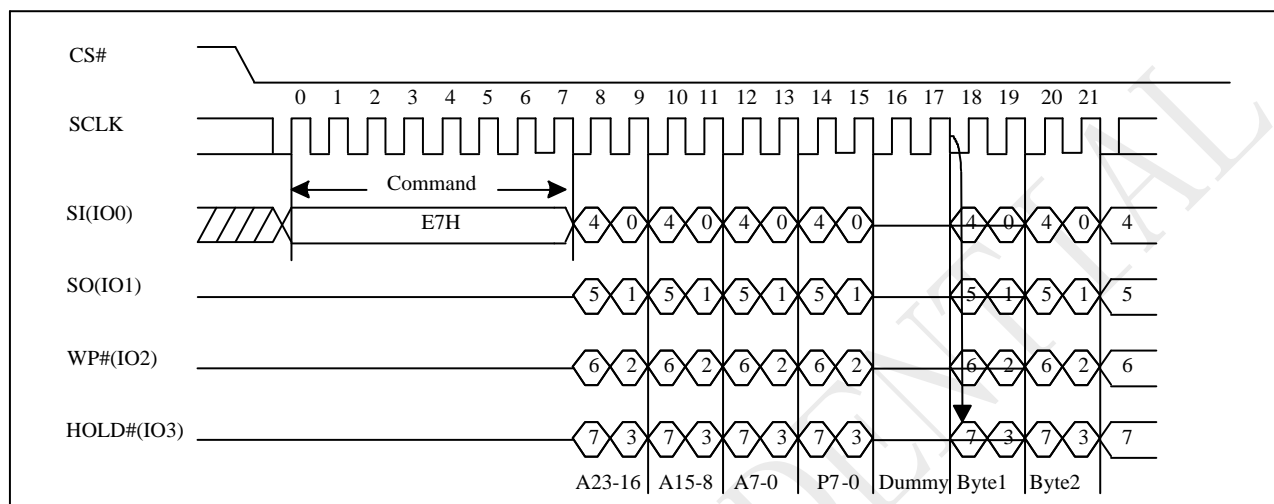 CS#
0 1 2 3 4 5 6 7 8 9 10 11 12 13 14 15 16 17 18 19 20 21
SCLK
Command
SI(IO0)
E7H
4 0 4 0 4 0 4 0 4 0 4 0 4
SO(IO1)
5 1 5 1 5 1 5 1 5 1 5 1 5
WP#(IO2)
6 2 6 2 6 2 6 2 6 2 6 2 6
HOLD#(IO3)
7 3 7 3 7 3 7 3 7 3 7 3 7
A23-16 A15-8 A7-0 P7-0 Dummy Byte1 Byte2
DENTIAL